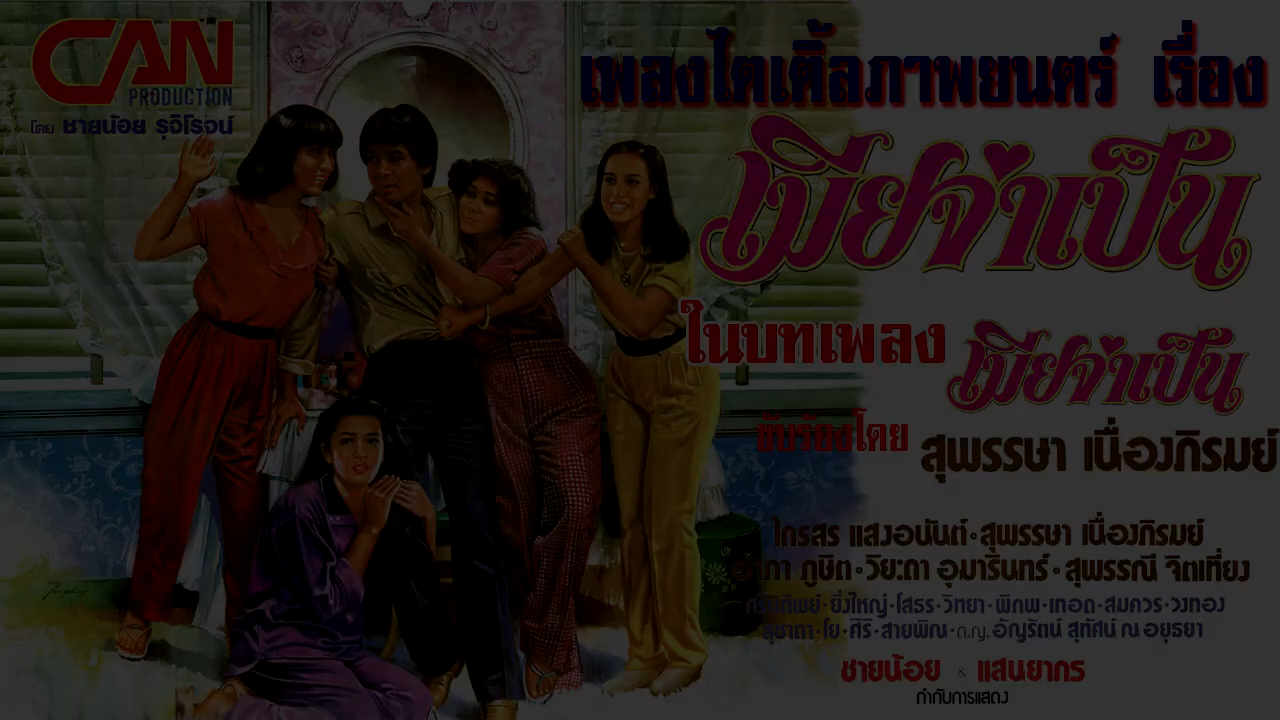 CAN
PRODUCTION
โดย ชายน้อย รุจิโรจน์
เพลงไตเติ้ลภาพยนตร์ เรื่อง
เมียจำเป็น
ในบทเพลง เมียจำเป็น
ขับร้องโดย สุพรรษา เนื่องภิรมย์
ไกรสร แสงอนันต์·สุพรรษา เนื่องภิรมย์
ภูษิต·วิยะดา อุมารินทร์·สุพรรณี จิตเที่ยง
ยิ่งใหญ่·โสธร·วิทยา·พิภพ·เทอด·สมควร·วงทอง
สุชาดา·โย·ศิริ·สายพิณ·ด.ญ. อัญรัตน์ สุทัศน์ ณ อยุธยา
ชายน้อย & แสนยากร
กำกับการแสดง